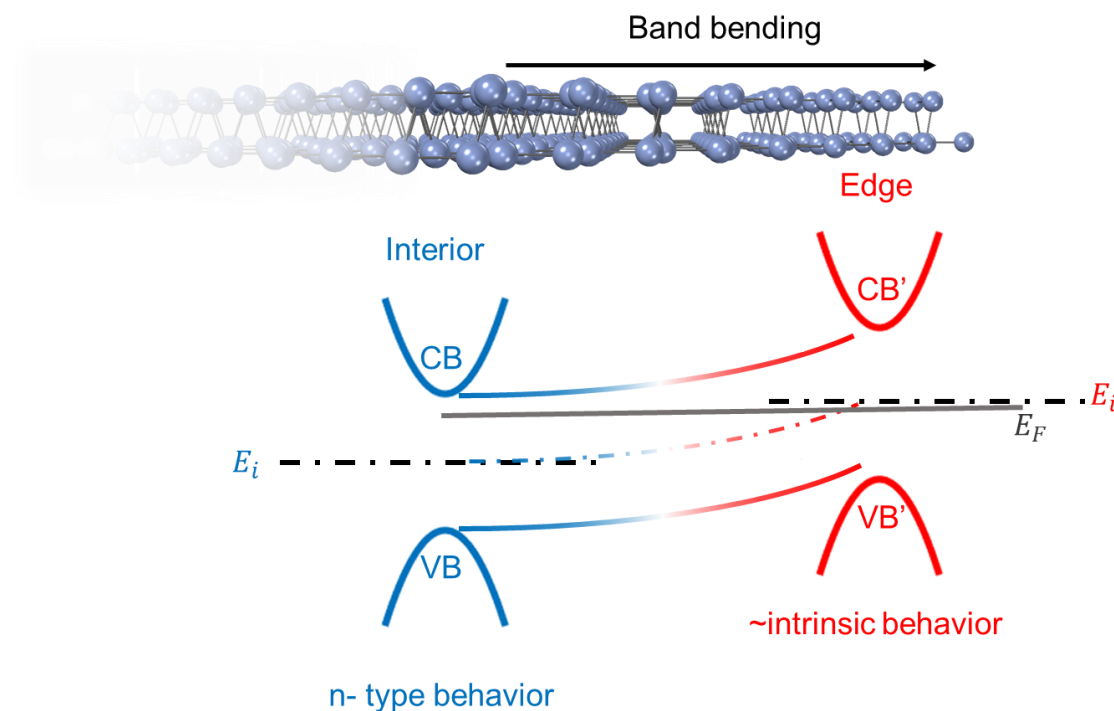 Band bending
Edge
Interior
CB’
CB
E_i
E_F
E_i
VB’
VB
~intrinsic behavior
n- type behavior